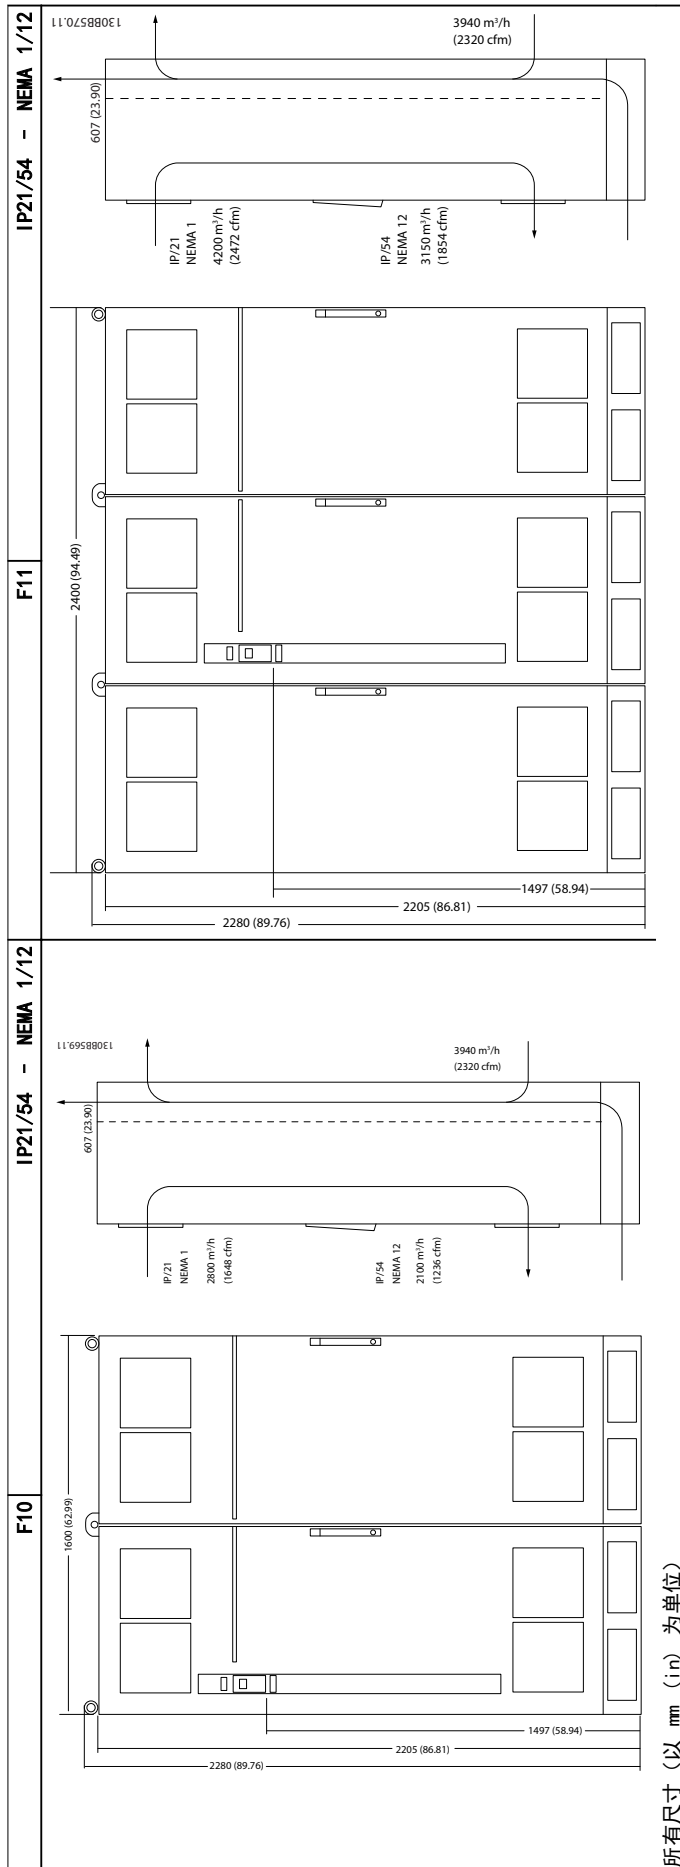 F10
IP21/54 - NEMA 1/12
F11
IP21/54 - NEMA 1/12
130BB569.11
3940 m³/h
(2320 cfm)
607 (23.90)
IP/21
NEMA 1
2800 m³/h
(1648 cfm)
IP/54
NEMA 12
2100 m³/h
(1236 cfm)
1600 (62.99)
1497 (58.94)
2205 (86.81)
2280 (89.76)
130BB570.11
3940 m³/h
(2320 cfm)
607 (23.90)
IP/21
NEMA 1
4200 m³/h
(2472 cfm)
IP/54
NEMA 12
3150 m³/h
(1854 cfm)
2400 (94.49)
1497 (58.94)
2205 (86.81)
2280 (89.76)
所有尺寸（以 mm (in) 为单位）